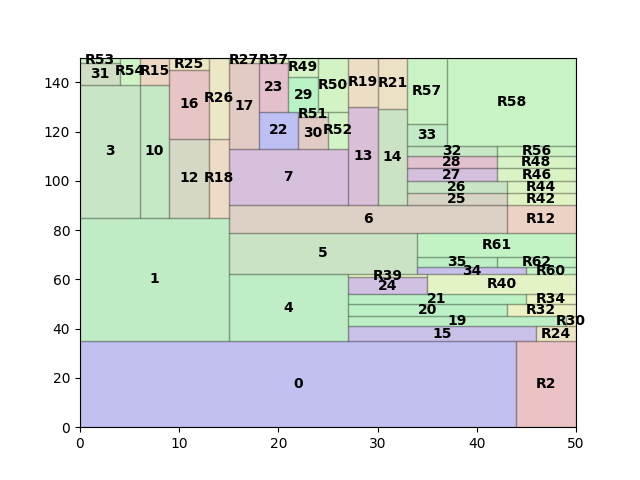 R53 R27 R37
31 R54 R15 R25 R49 R19 R21
140 R50
16 R26 17 23 29 R57 R58
120 22 R51 30 R52 33
3 10 13 14 32 R56
28 R48
100 12 R18 7 27 R46
26 R44
25 R42
80 6 R12
5 R61
35 R62
34 R60
60 1 R39 24 R40
4 21 R34
20 R32
40 19 R30
15 R24
20 0 R2
0
0 10 20 30 40 50